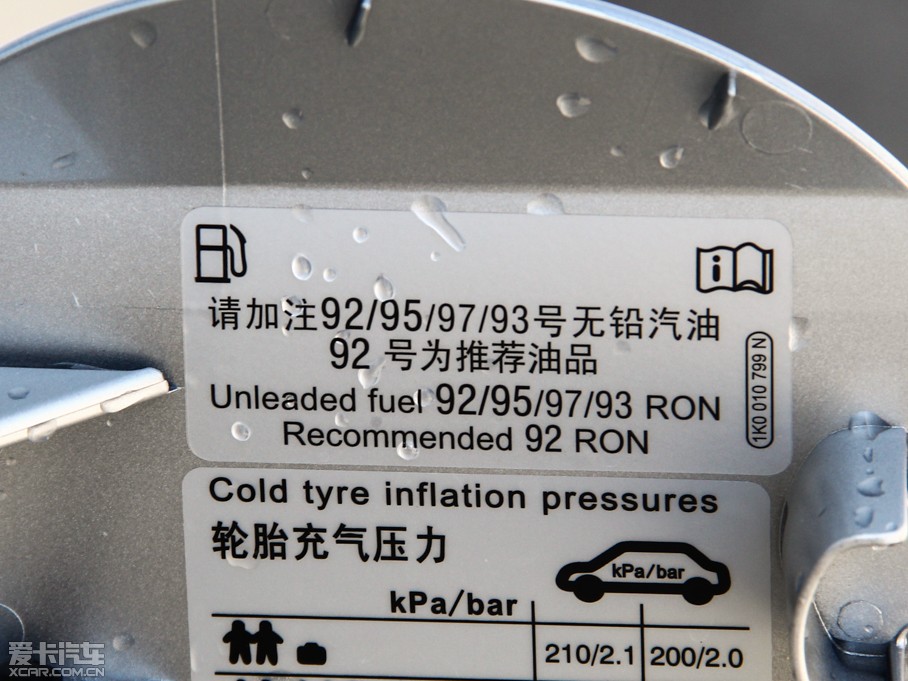 请加注92/95/97/93号无铅汽油
92 号为推荐油品
Unleaded fuel 92/95/97/93 RON
Recommended 92 RON
1K0 010 799 N
Cold tyre inflation pressures
轮胎充气压力
kPa/bar
kPa/bar
210/2.1 200/2.0
爱卡汽车
XCAR.COM.CN